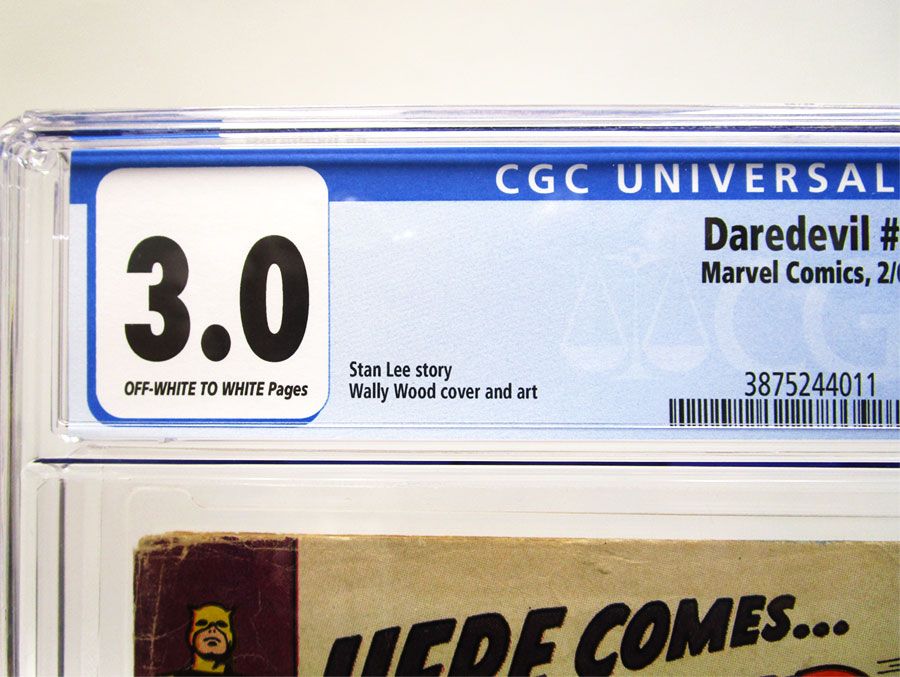 CGC UNIVERSAL
3.0
OFF-WHITE TO WHITE Pages
Daredevil #
Marvel Comics, 2/
Stan Lee story
Wally Wood cover and art
3875244011
HERE COMES...